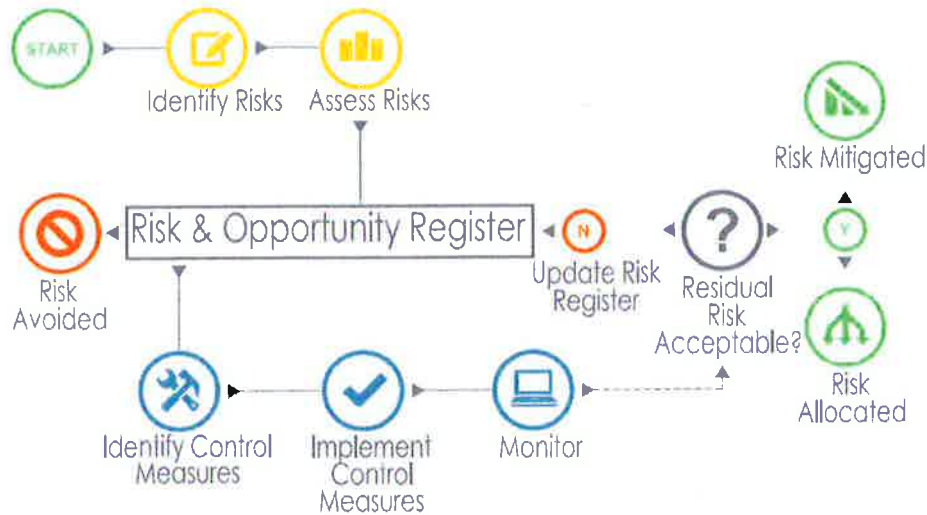 START
Identify Risks
Assess Risks
Risk Mitigated
Risk & Opportunity Register
N
?
Y
Risk
Avoided
Update Risk
Register
Residual
Risk
Acceptable?
Risk
Allocated
Identify Control
Measures
Implement
Control
Measures
Monitor